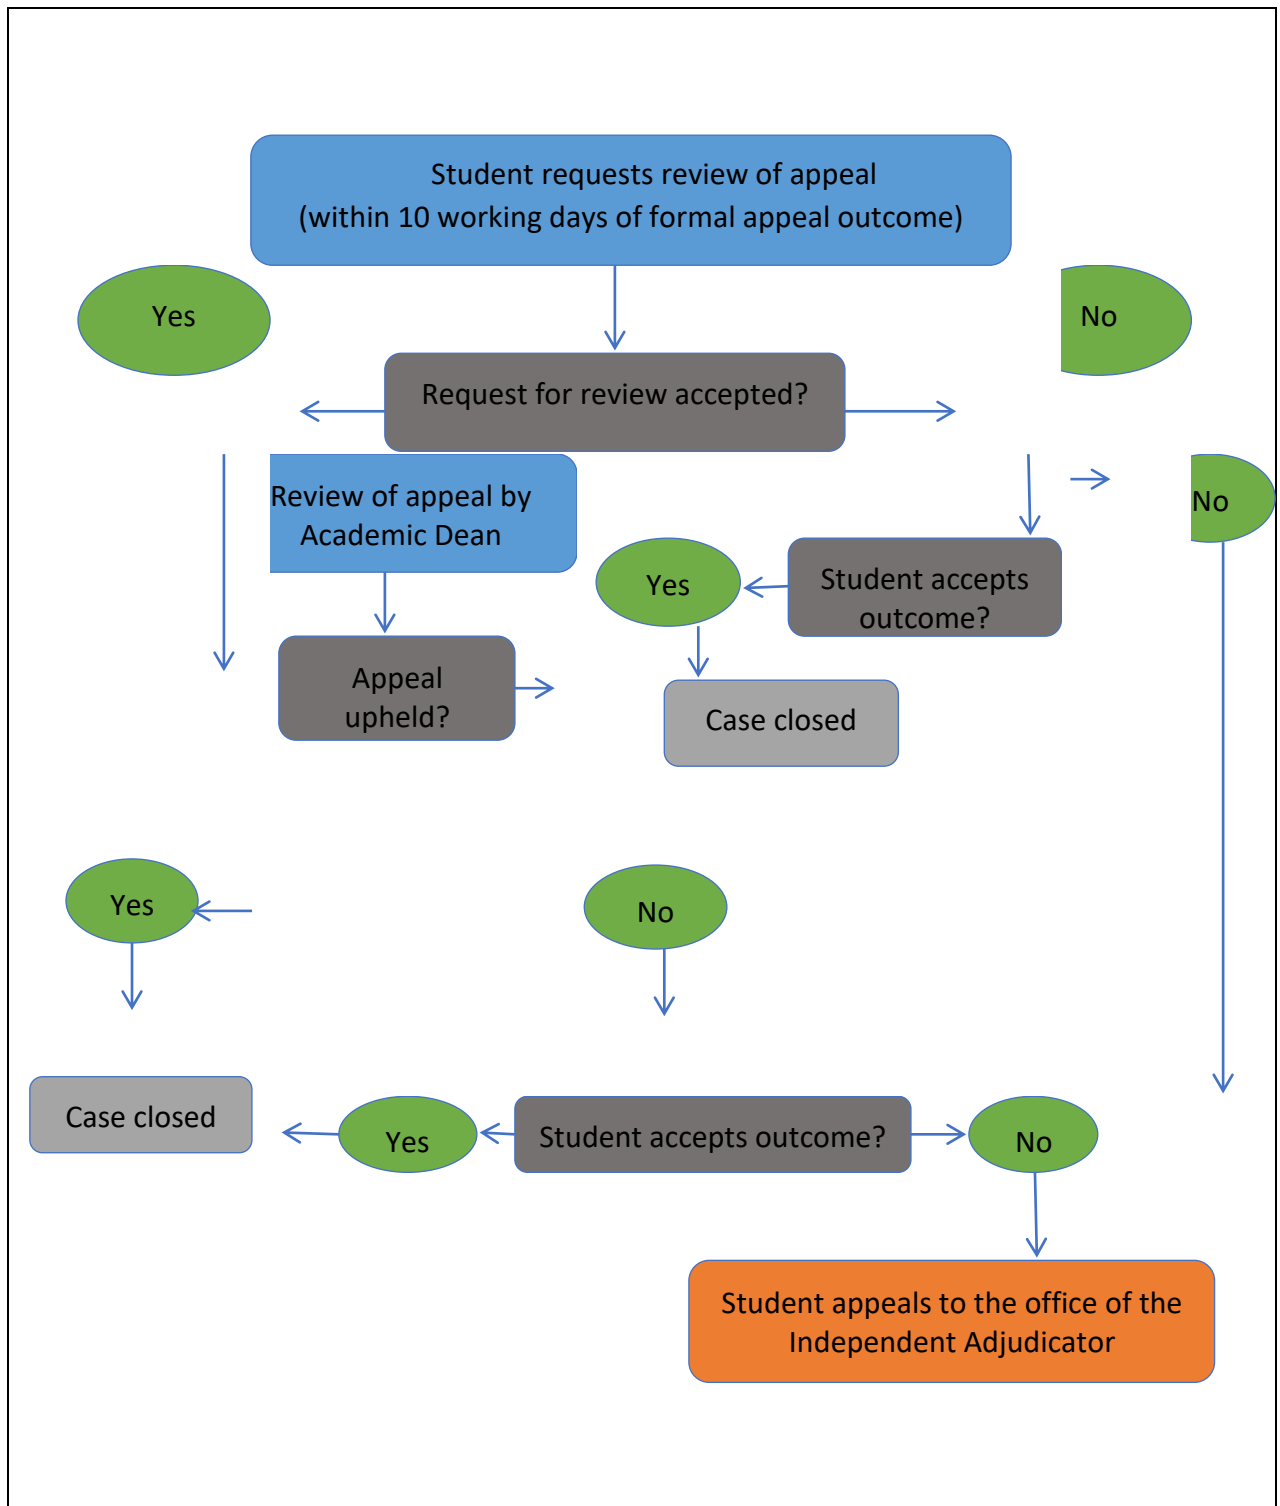 Student requests review of appeal
(within 10 working days of formal appeal outcome)
Yes
No
Request for review accepted?
Review of appeal by
Academic Dean
No
Yes
Student accepts
outcome?
Appeal
upheld?
Case closed
Yes
No
Case closed
Yes
Student accepts outcome?
No
Student appeals to the office of the
Independent Adjudicator